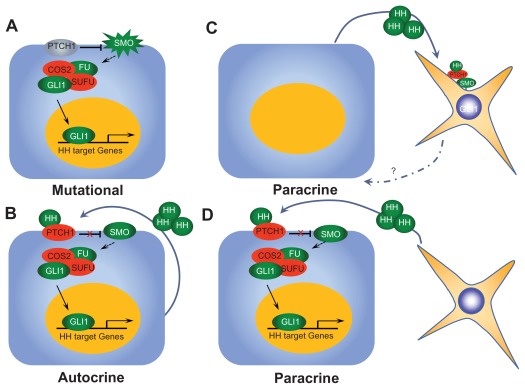 A
PTCH1
SMO
COS2
FU
GLI1
SUFU
GLI1
HH target Genes
Mutational
B
HH
HH
HH
HH
PTCH1
x
SMO
COS2
FU
GLI1
SUFU
GLI1
HH target Genes
Autocrine
C
HH
HH
HH
HH
PTCH1
SMO
?
Paracrine
D
HH
HH
HH
HH
PTCH1
x
SMO
COS2
FU
GLI1
SUFU
GLI1
HH target Genes
Paracrine